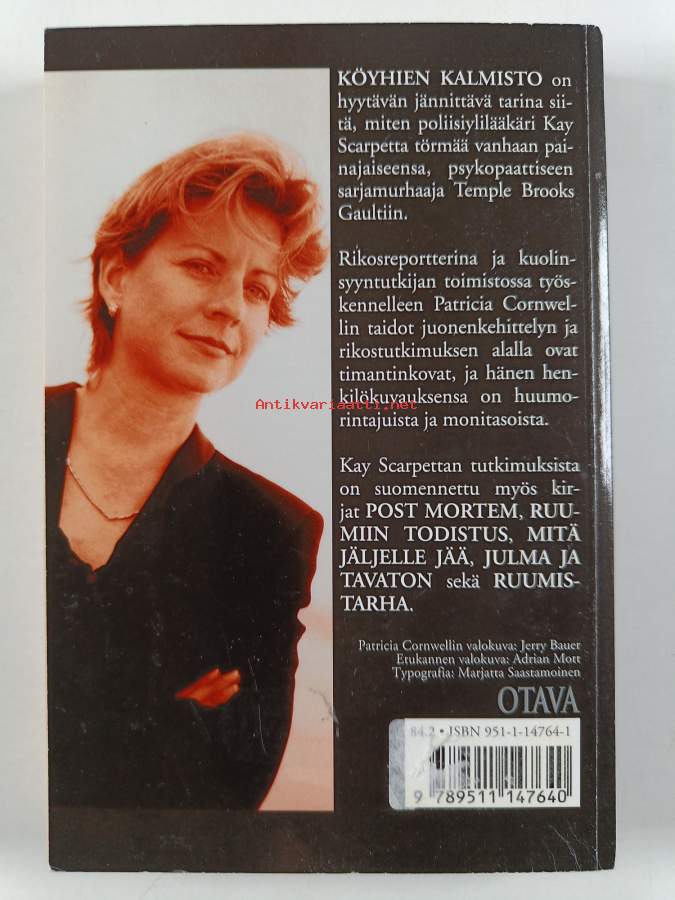 KÖYHIEN KALMISTO on
hyytävän jännittävä tarina sii-
tä, miten poliisiylilääkäri Kay
Scarpetta törmää vanhaan pai-
najaiseensa, psykopaattiseen
sarjamurhaaja Temple Brooks
Gaultiin.
Rikosreportterina ja kuolin-
syyntutkijan toimistossa työs-
kennelleen Patricia Cornwel-
lin taidot juonenkehittelyn ja
rikostutkimuksen alalla ovat
timantinkovat, ja hänen hen-
kilökuvauksensa on huumo-
rintajuista ja monitasoista.
Antikvariaatti.net
Kay Scarpettan tutkimuksista
on suomennettu myös kir-
jat POST MORTEM, RUU-
MIIN TODISTUS, MITÄ
JÄLJELLE JÄÄ, JULMA JA
TAVATON sekä RUUMIS-
TARHA.
Patricia Cornwellin valokuva: Jerry Bauer
Etukannen valokuva: Adrian Mott
Typografia: Marjatta Saastamoinen
OTAVA
84.2 • ISBN 951-1-14764-1
9 789511 147640